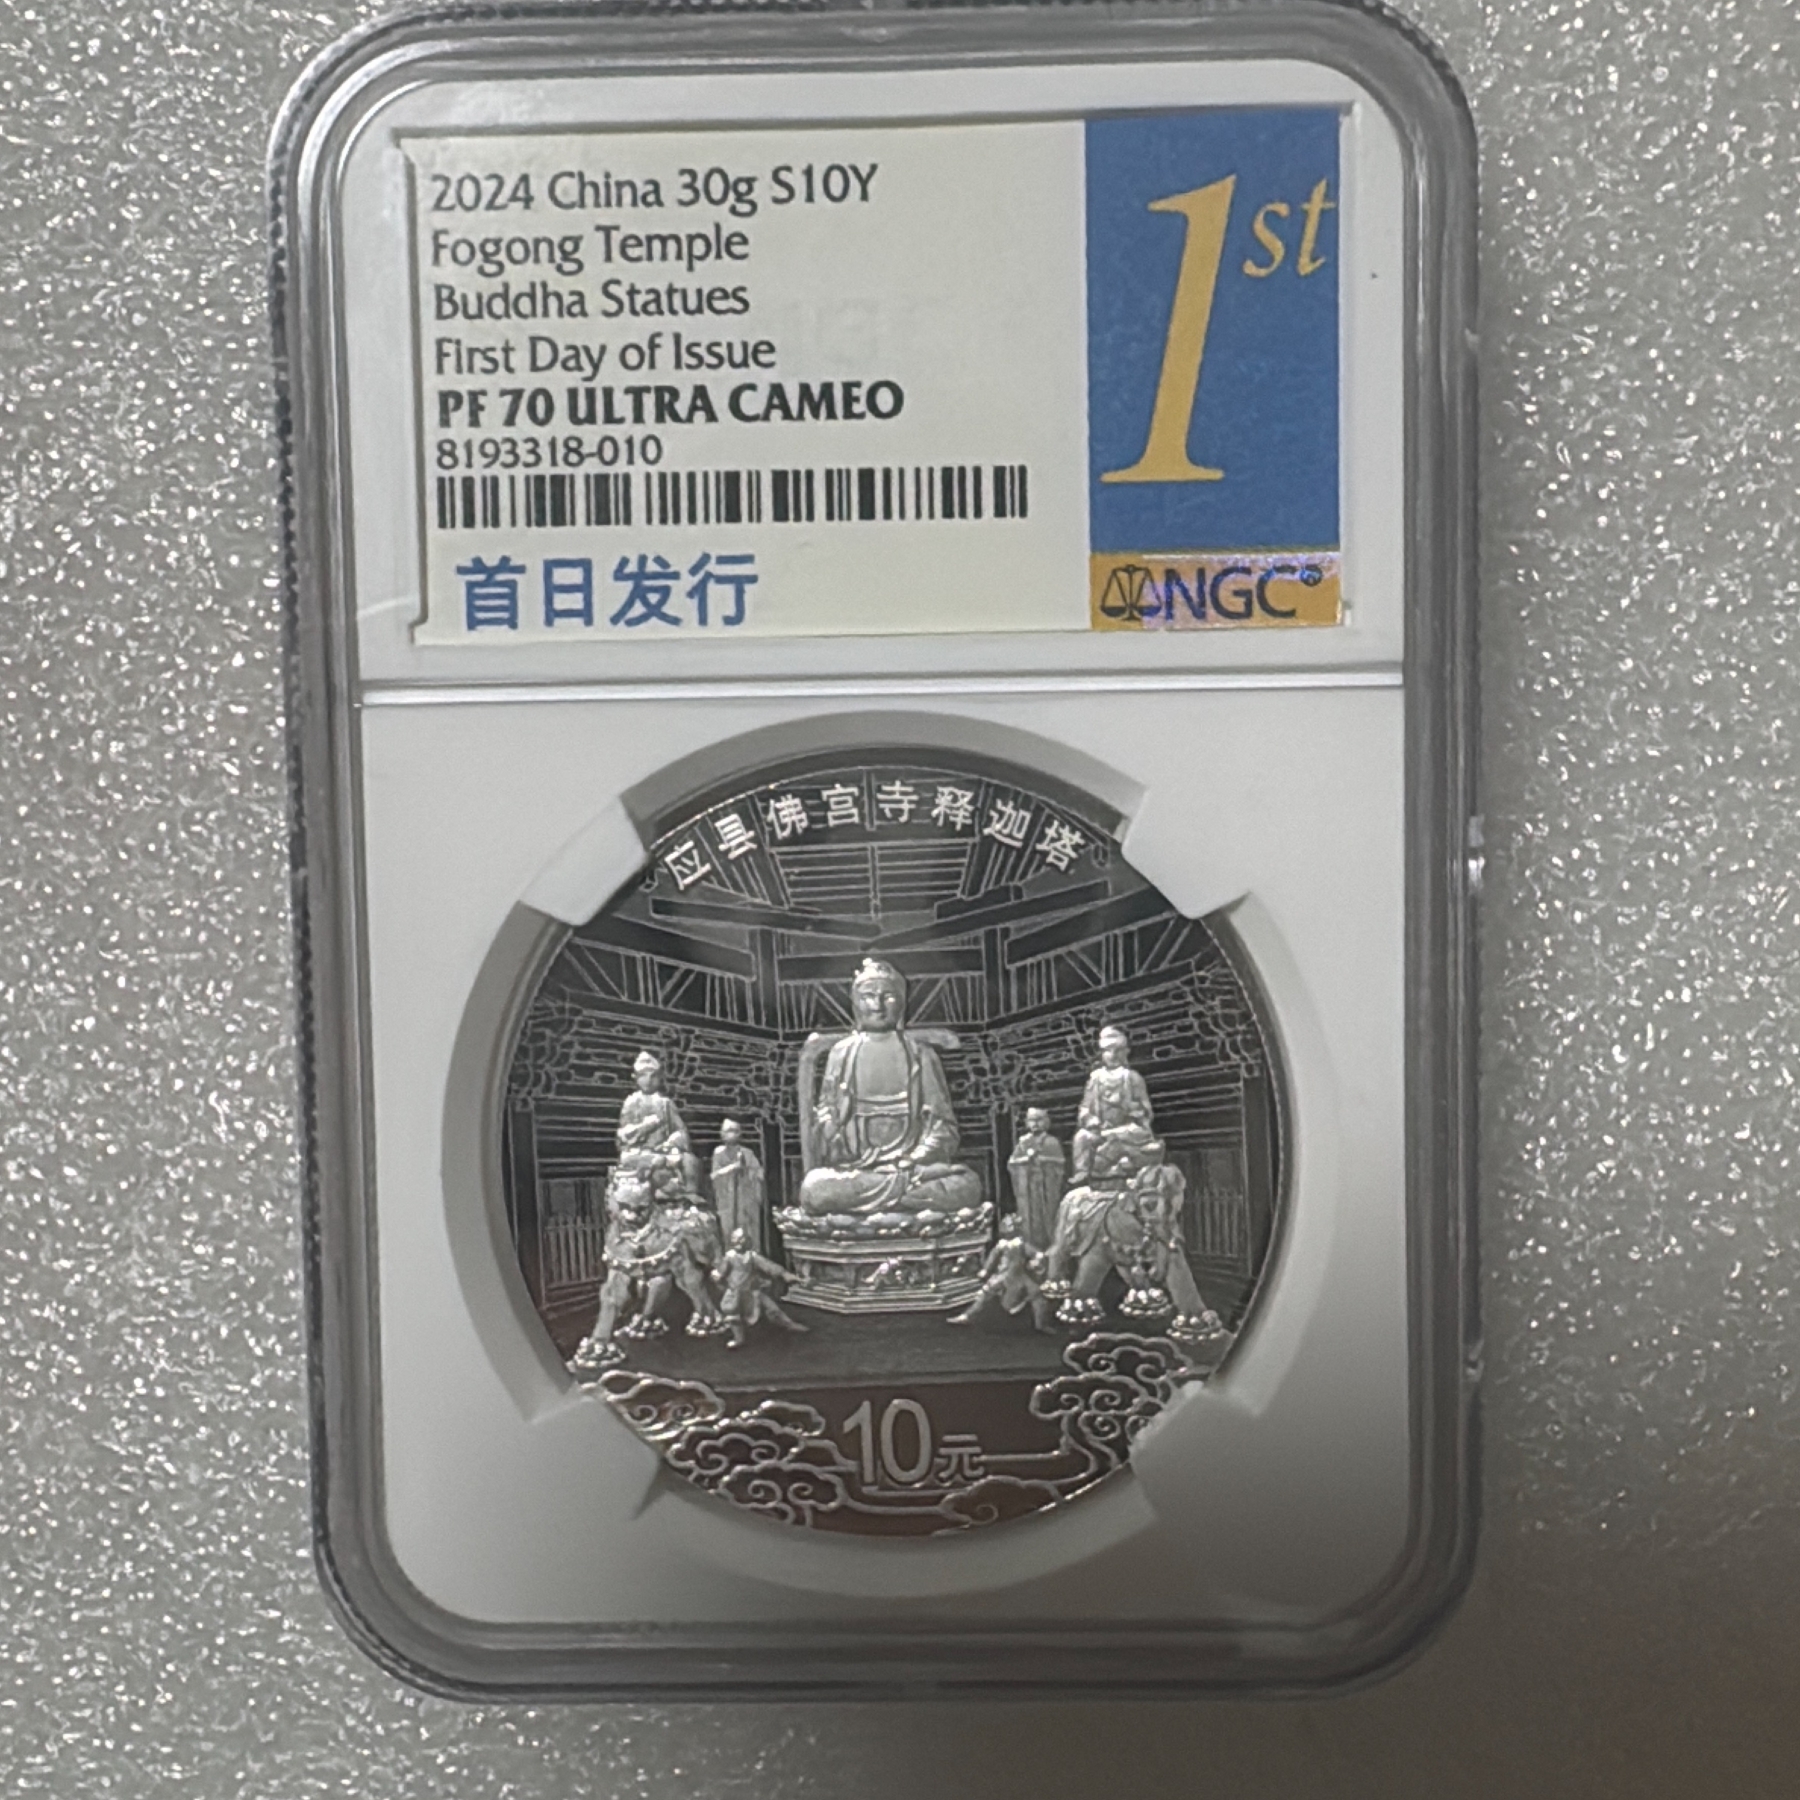 2024 China 30g S10Y
Fogong Temple
Buddha Statues
First Day of Issue
PF 70 ULTRA CAMEO
8193318-010
首日发行
1st
NGC®
应县佛宫寺释迦塔
10元